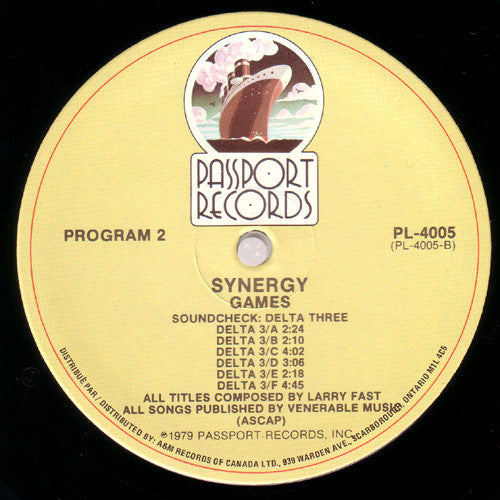 PASSPORT
RECORDS
PROGRAM 2
PL-4005
(PL-4005-B)
SYNERGY
GAMES
SOUNDCHECK: DELTA THREE
DELTA 3/A 2:24
DELTA 3/B 2:10
DELTA 3/C 4:02
DELTA 3/D 3:06
DELTA 3/E 2:18
DELTA 3/F 4:45
ALL TITLES COMPOSED BY LARRY FAST
ALL SONGS PUBLISHED BY VENERABLE MUSIC
(ASCAP)
℗1979 PASSPORT RECORDS, INC.
DISTRIBUÉ PAR / DISTRIBUTED BY: A&M RECORDS OF CANADA LTD., 939 WARDEN AVE., SCARBOROUGH, ONTARIO M1L 4C5